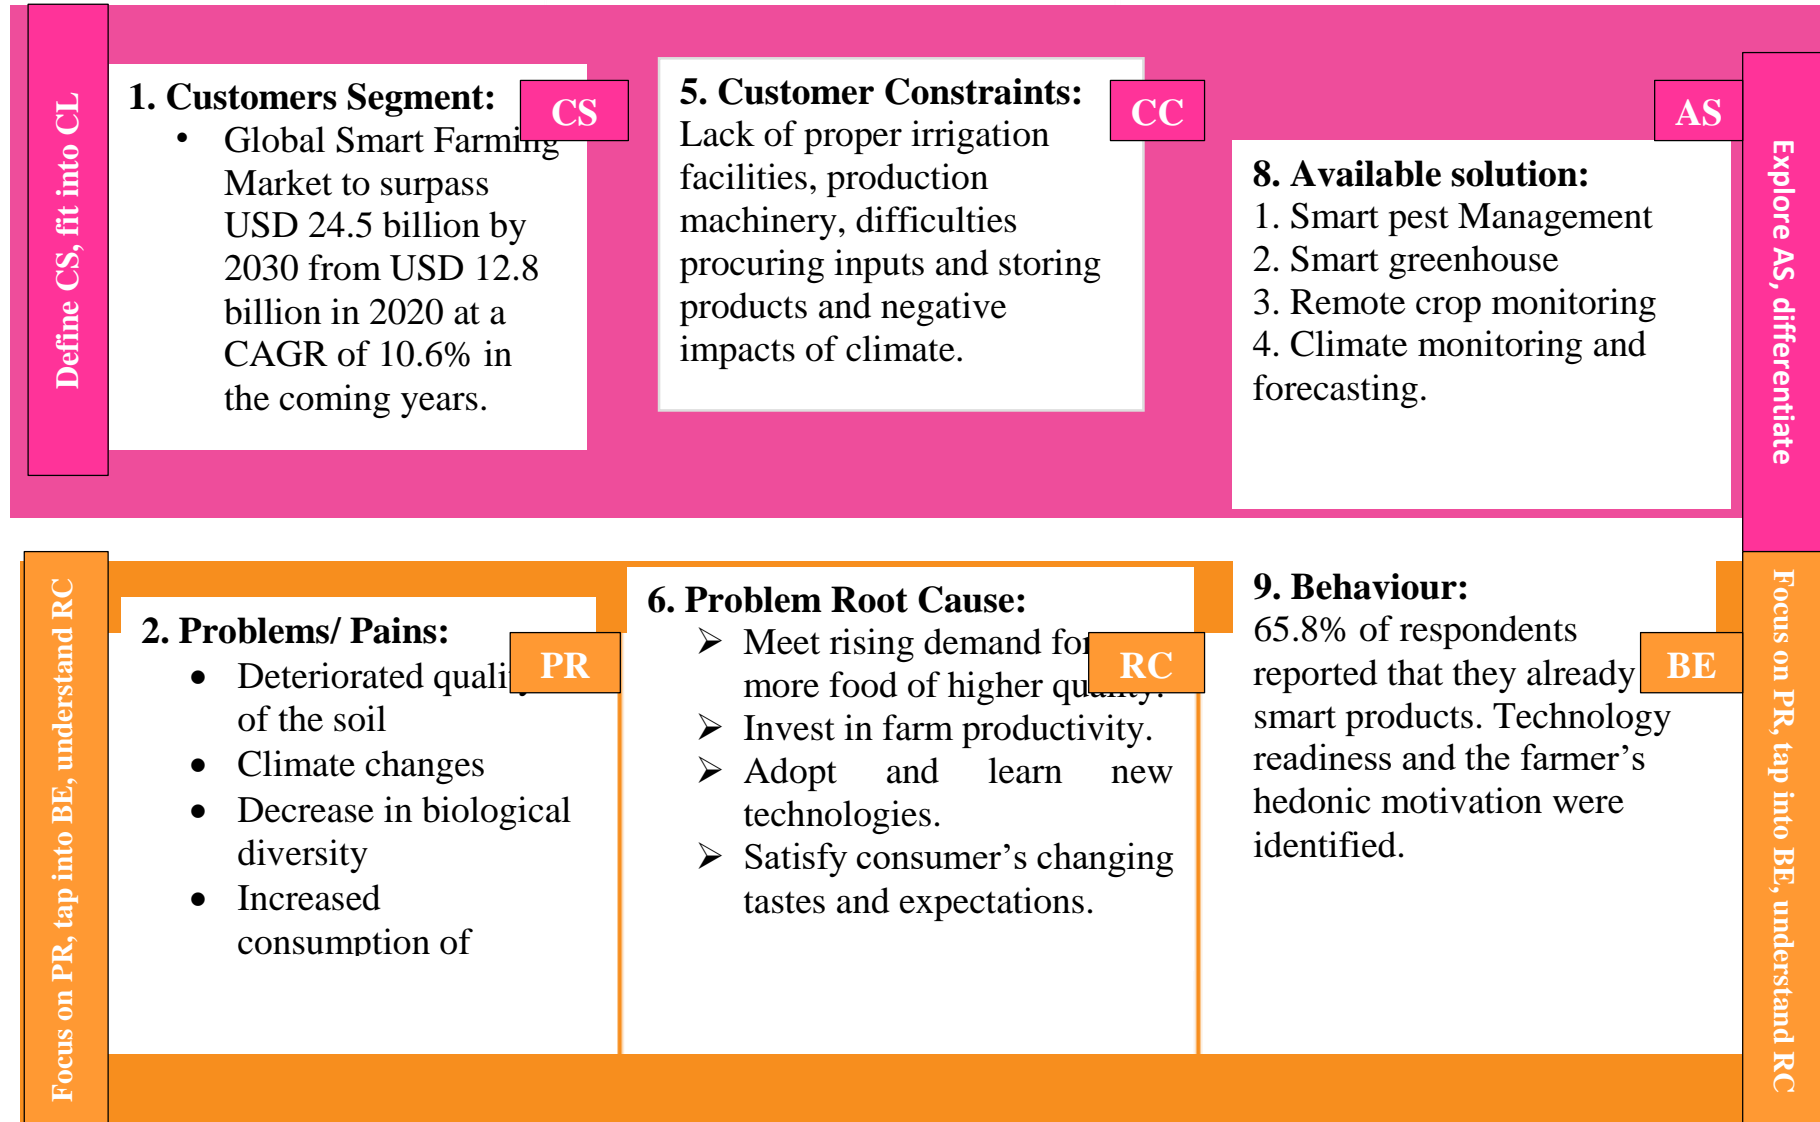 Define CS, fit into CL
1. Customers Segment:
CS
• Global Smart Farming
Market to surpass
USD 24.5 billion by
2030 from USD 12.8
billion in 2020 at a
CAGR of 10.6% in
the coming years.
5. Customer Constraints:
CC
Lack of proper irrigation
facilities, production
machinery, difficulties
procuring inputs and storing
products and negative
impacts of climate.
AS
8. Available solution:
1. Smart pest Management
2. Smart greenhouse
3. Remote crop monitoring
4. Climate monitoring and
forecasting.
Explore AS, differentiate
Focus on PR, tap into BE, understand RC
2. Problems/ Pains:
PR
• Deteriorated quality
of the soil
• Climate changes
• Decrease in biological
diversity
• Increased
consumption of
6. Problem Root Cause:
RC
➢ Meet rising demand for
more food of higher quality.
➢ Invest in farm productivity.
➢ Adopt and learn new
technologies.
➢ Satisfy consumer’s changing
tastes and expectations.
9. Behaviour:
BE
65.8% of respondents
reported that they already
smart products. Technology
readiness and the farmer’s
hedonic motivation were
identified.
Focus on PR, tap into BE, understand RC